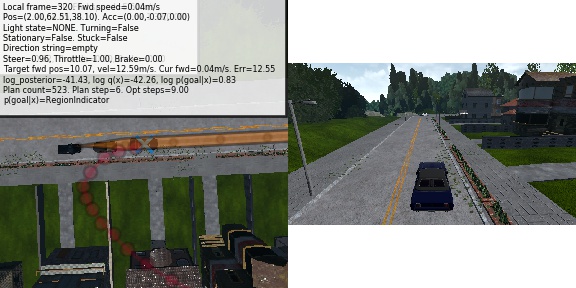 Local frame=320. Fwd speed=0.04m/s
Pos=(2.00,62.51,38.10). Acc=(0.00,-0.07,0.00)
Light state=NONE. Turning=False
Stationary=False. Stuck=False
Direction string=empty
Steer=0.96, Throttle=1.00, Brake=0.00
Target fwd pos=10.07, vel=12.59m/s. Cur fwd=0.04m/s. Err=12.55
log_posterior=-41.43, log q(x)=-42.26, log p(goal|x)=0.83
Plan count=523. Plan step=6. Opt steps=9.00
p(goal|x)=RegionIndicator